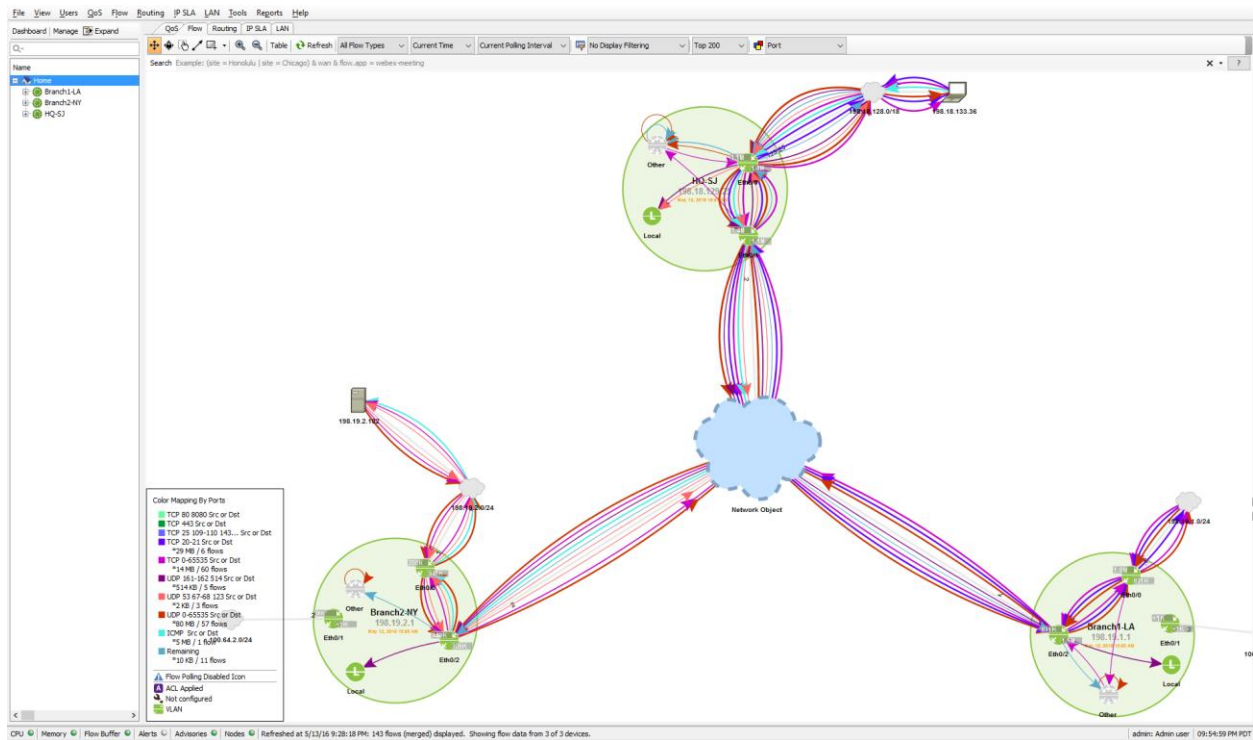 File View Users QoS Flow Routing IP SLA LAN Tools Reports Help
Dashboard Manage Expand
QoS Flow Routing IP SLA LAN
Table Refresh All Flow Types Current Time Current Polling Interval No Display Filtering Top 200 Port
Search Example: (site = Honolulu | site = Chicago) & wan & flow.app = webex-meeting
Name
Home
Branch1-LA
Branch2-NY
HQ-SJ
198.18.133.36
Other
HQ-SJ
Local
198.19.2.102
Network Object
Eth0/0
Other
Branch2-NY
198.19.2.1
Eth0/1
Eth0/2
Local
Branch1-LA
198.19.1.1
Eth0/1
Eth0/2
Local
Other
Color Mapping By Ports
TCP 80 8080 Src or Dst
TCP 443 Src or Dst
TCP 25 109-110 143... Src or Dst
TCP 20-21 Src or Dst
*29 MB / 6 flows
TCP 0-65535 Src or Dst
*14 MB / 60 flows
UDP 161-162 514 Src or Dst
*514 KB / 5 flows
UDP 53 67-68 123 Src or Dst
*2 KB / 3 flows
UDP 0-65535 Src or Dst
*80 MB / 57 flows
ICMP Src or Dst
*5 MB / 1 flow
100.64.2.0/24
Remaining
*10 KB / 11 flows
Flow Polling Disabled Icon
ACL Applied
Not configured
VLAN
CPU Memory Flow Buffer Alerts Advisories Nodes Refreshed at 5/13/16 9:28:18 PM: 143 flows (merged) displayed. Showing flow data from 3 of 3 devices. admin: Admin user 09:54:59 PM PDT